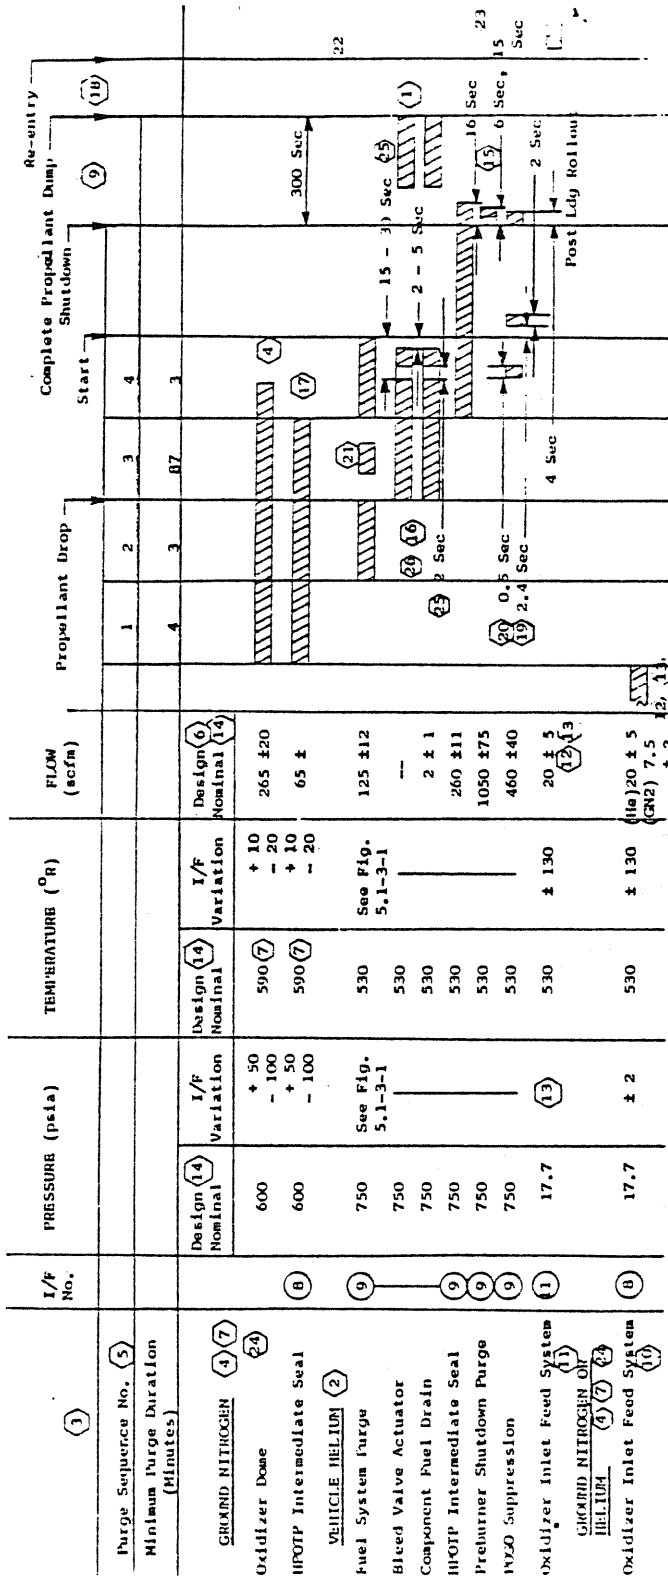 I/F No. PRESSURE (psia) TEMPERATURE (°R) FLOW (scfm)
3
Design 14 Nominal I/F Variation Design 14 Nominal I/F Variation Design 6 Nominal 14
Propellant Drop
Complete Propellant Dump
Start
Shutdown
Re-entry
9
18
Purge Sequence No. 5 1 2 3 4
Minimum Purge Duration (Minutes) 4 3 87 3
GROUND NITROGEN 4 7
24
Oxidizer Dome 600 + 50 - 100 590 7 + 10 - 20 265 ±20
4
HPOTP Intermediate Seal 8 600 + 50 - 100 590 7 + 10 - 20 65 ±
17
VEHICLE HELIUM 2
22
Fuel System Purge 9 750 See Fig. 5.1-3-1 530 See Fig. 5.1-3-1 125 ±12
21
300 Sec
Bleed Valve Actuator 750 530 --
26 16
15 - 30 Sec
25
1
Component Fuel Drain 750 530 2 ± 1
25 2 Sec
2 - 5 Sec
HPOTP Intermediate Seal 9 750 530 260 ±11
16 Sec
Preburner Shutdown Purge 9 750 530 1050 ±75
15
23
POGO Suppression 9 750 530 460 ±40
20 0.5 Sec
19 2.4 Sec
6 Sec, 15 Sec
2 Sec
Oxidizer Inlet Feed System 11 17.7 13 530 ± 130 20 ± 5
11
12 13
4 Sec
Post Ldg Rollout
GROUND NITROGEN OR HELIUM 4 7 24
Oxidizer Inlet Feed System 8 17.7 ± 2 530 ± 130 (He)20 ± 5
10
(GN2) 7.5
12, 13,